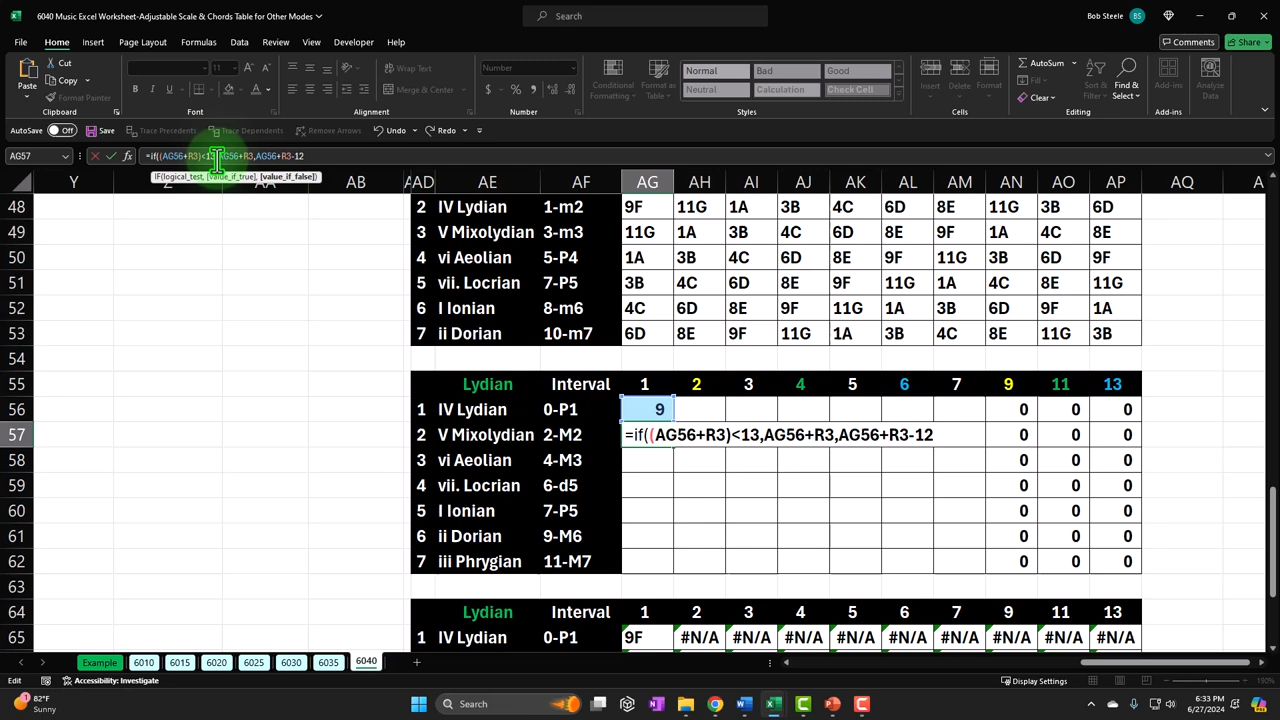 6040 Music Excel Worksheet-Adjustable Scale & Chords Table for Other Modes
Search
Bob Steele
BS
File Home Insert Draw Page Layout Formulas Data Review View Developer Help
Comments
Share
Paste
Cut
Copy
Format Painter
Clipboard
11
Font
Wrap Text
Merge & Center
Alignment
Number
Number
Conditional Formatting
Format as Table
Normal Bad Good
Neutral Calculation Check Cell
Styles
Insert Delete Format
Cells
AutoSum
Fill
Clear
Sort & Filter
Find & Select
Editing
Add-ins
Add-ins
Analyze Data
AutoSave Off Save Trace Precedents Trace Dependents Remove Arrows Undo Redo
AG57
=if((AG56+R3)<13,AG56+R3,AG56+R3-12
IF(logical_test, [value_if_true], [value_if_false])
Y AA AB AD AE AF AG AH AI AJ AK AL AM AN AO AP AQ
48 2 IV Lydian 1-m2 9F 11G 1A 3B 4C 6D 8E 11G 3B 6D
49 3 V Mixolydian 3-m3 11G 1A 3B 4C 6D 8E 9F 1A 4C 8E
50 4 vi Aeolian 5-P4 1A 3B 4C 6D 8E 9F 11G 3B 6D 9F
51 5 vii. Locrian 7-P5 3B 4C 6D 8E 9F 11G 1A 4C 8E 11G
52 6 I Ionian 8-m6 4C 6D 8E 9F 11G 1A 3B 6D 9F 1A
53 7 ii Dorian 10-m7 6D 8E 9F 11G 1A 3B 4C 8E 11G 3B
54
55 Lydian Interval 1 2 3 4 5 6 7 9 11 13
56 1 IV Lydian 0-P1 9 0 0 0
57 2 V Mixolydian 2-M2 =if((AG56+R3)<13,AG56+R3,AG56+R3-12 0 0 0
58 3 vi Aeolian 4-M3 0 0 0
59 4 vii. Locrian 6-d5 0 0 0
60 5 I Ionian 7-P5 0 0 0
61 6 ii Dorian 9-M6 0 0 0
62 7 iii Phrygian 11-M7 0 0 0
63
64 Lydian Interval 1 2 3 4 5 6 7 9 11 13
65 1 IV Lydian 0-P1 9F #N/A #N/A #N/A #N/A #N/A #N/A #N/A #N/A #N/A
Example 6010 6015 6020 6025 6030 6035 6040
Edit Accessibility: Investigate Display Settings 190%
82°F
Sunny
Search
6:33 PM
6/27/2024